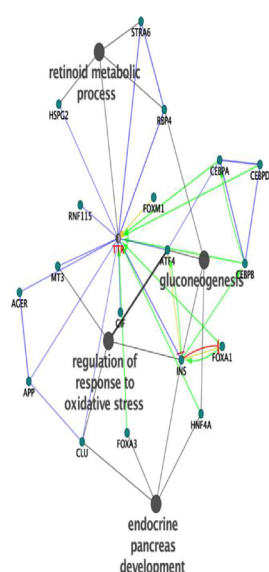 STRA6
retinoid metabolic
process
HSPG2
RBP4
CEBPA
CEBPD
RNF115
FOXM1
TTR
ATF4
MT3
gluconeogenesis
CEBPB
AGER
GIF
regulation of
response to
oxidative stress
INS
FOXA1
APP
HNF4A
CLU
FOXA3
endocrine
pancreas
development